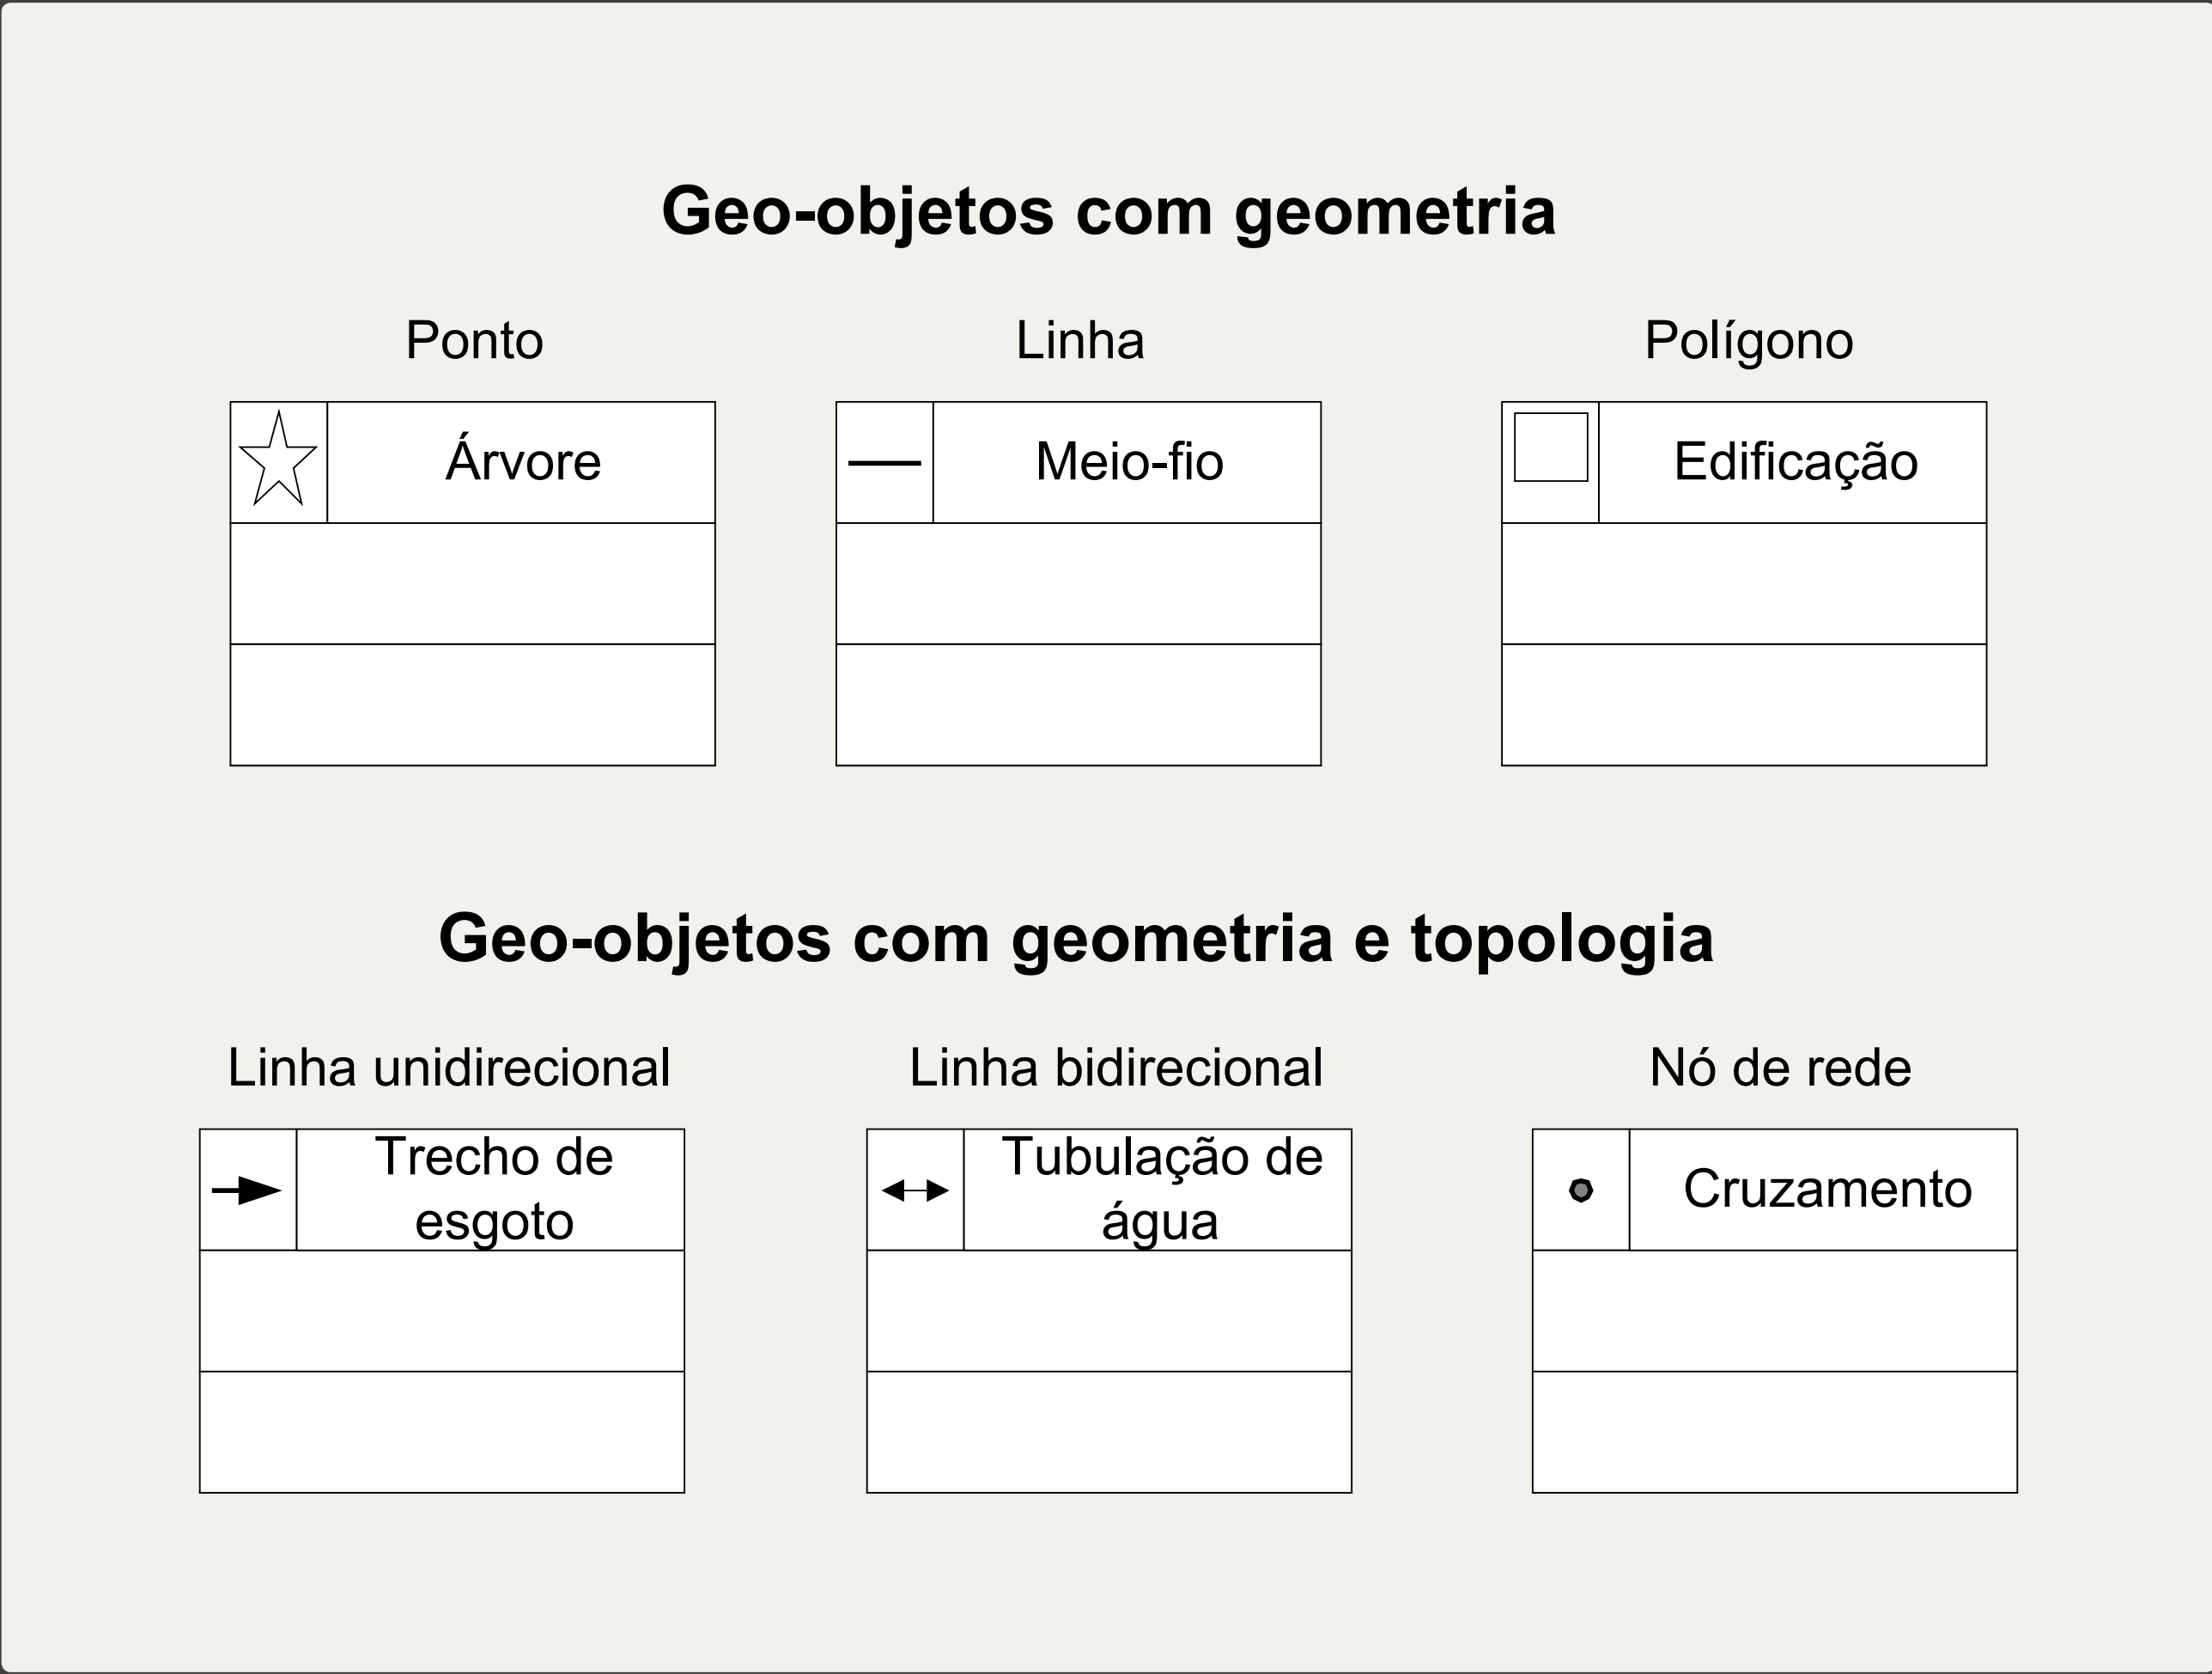 Geo-objetos com geometria
Ponto
Linha
Polígono
Árvore
Meio-fio
Edificação
Geo-objetos com geometria e topologia
Linha unidirecional
Linha bidirecional
Nó de rede
Trecho de
esgoto
Tubulação de
água
Cruzamento